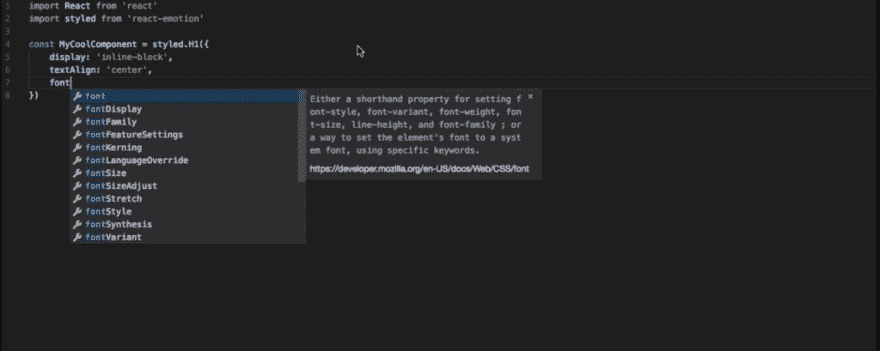 1 import React from 'react'
2 import styled from 'react-emotion'
3
4 const MyCoolComponent = styled.H1({
5 display: 'inline-block',
6 textAlign: 'center',
7 font
8 })
font
fontDisplay
fontFamily
fontFeatureSettings
fontKerning
fontLanguageOverride
fontSize
fontSizeAdjust
fontStretch
fontStyle
fontSynthesis
fontVariant
Either a shorthand property for setting f
ont-style, font-variant, font-weight, fon
t-size, line-height, and font-family ; or
a way to set the element's font to a syst
em font, using specific keywords.
https://developer.mozilla.org/en-US/docs/Web/CSS/font